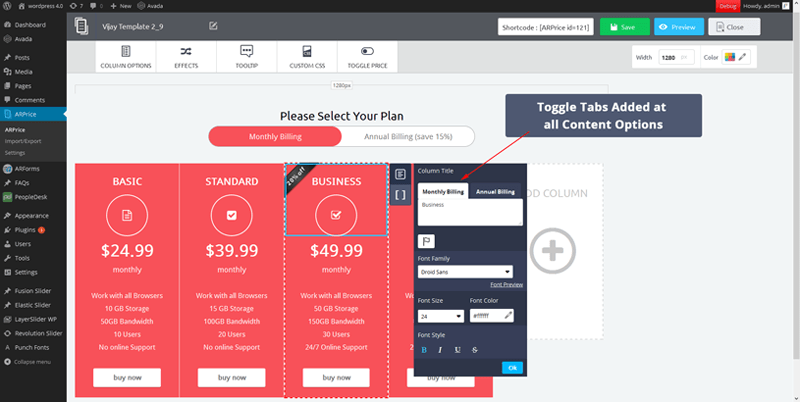 wordpress 4.0
7
0
New
Avada
Debug
Howdy, admin
Dashboard
Avada
Posts
Media
Pages
Comments
ARPrice
ARPrice
Import/Export
Settings
ARForms
FAQs
PeopleDesk
Appearance
Plugins 1
Users
Tools
Settings
Fusion Slider
Elastic Slider
LayerSlider WP
Revolution Slider
Punch Fonts
Collapse menu
Vijay Template 2_9
Shortcode : [ARPrice id=121]
Save
Preview
Close
COLUMN OPTIONS
EFFECTS
TOOLTIP
CUSTOM CSS
TOGGLE PRICE
Width 1280 px
Color
1280px
Please Select Your Plan
Monthly Billing
Annual Billing (save 15%)
Toggle Tabs Added at
all Content Options
BASIC
$24.99
monthly
Work with all Browsers
10 GB Storage
50GB Bandwidth
10 Users
No online Support
buy now
STANDARD
$39.99
monthly
Work with all Browsers
15 GB Storage
100GB Bandwidth
20 Users
No online Support
buy now
20% off
BUSINESS
$49.99
monthly
Work with all Browsers
50 GB Storage
150GB Bandwidth
30 Users
24/7 Online Support
buy now
buy now
Column Title
Monthly Billing
Annual Billing
Business
Font Family
Droid Sans
Font Preview
Font Size
Font Color
24
#ffffff
Font Style
B I U S
Ok
DD COLUMN